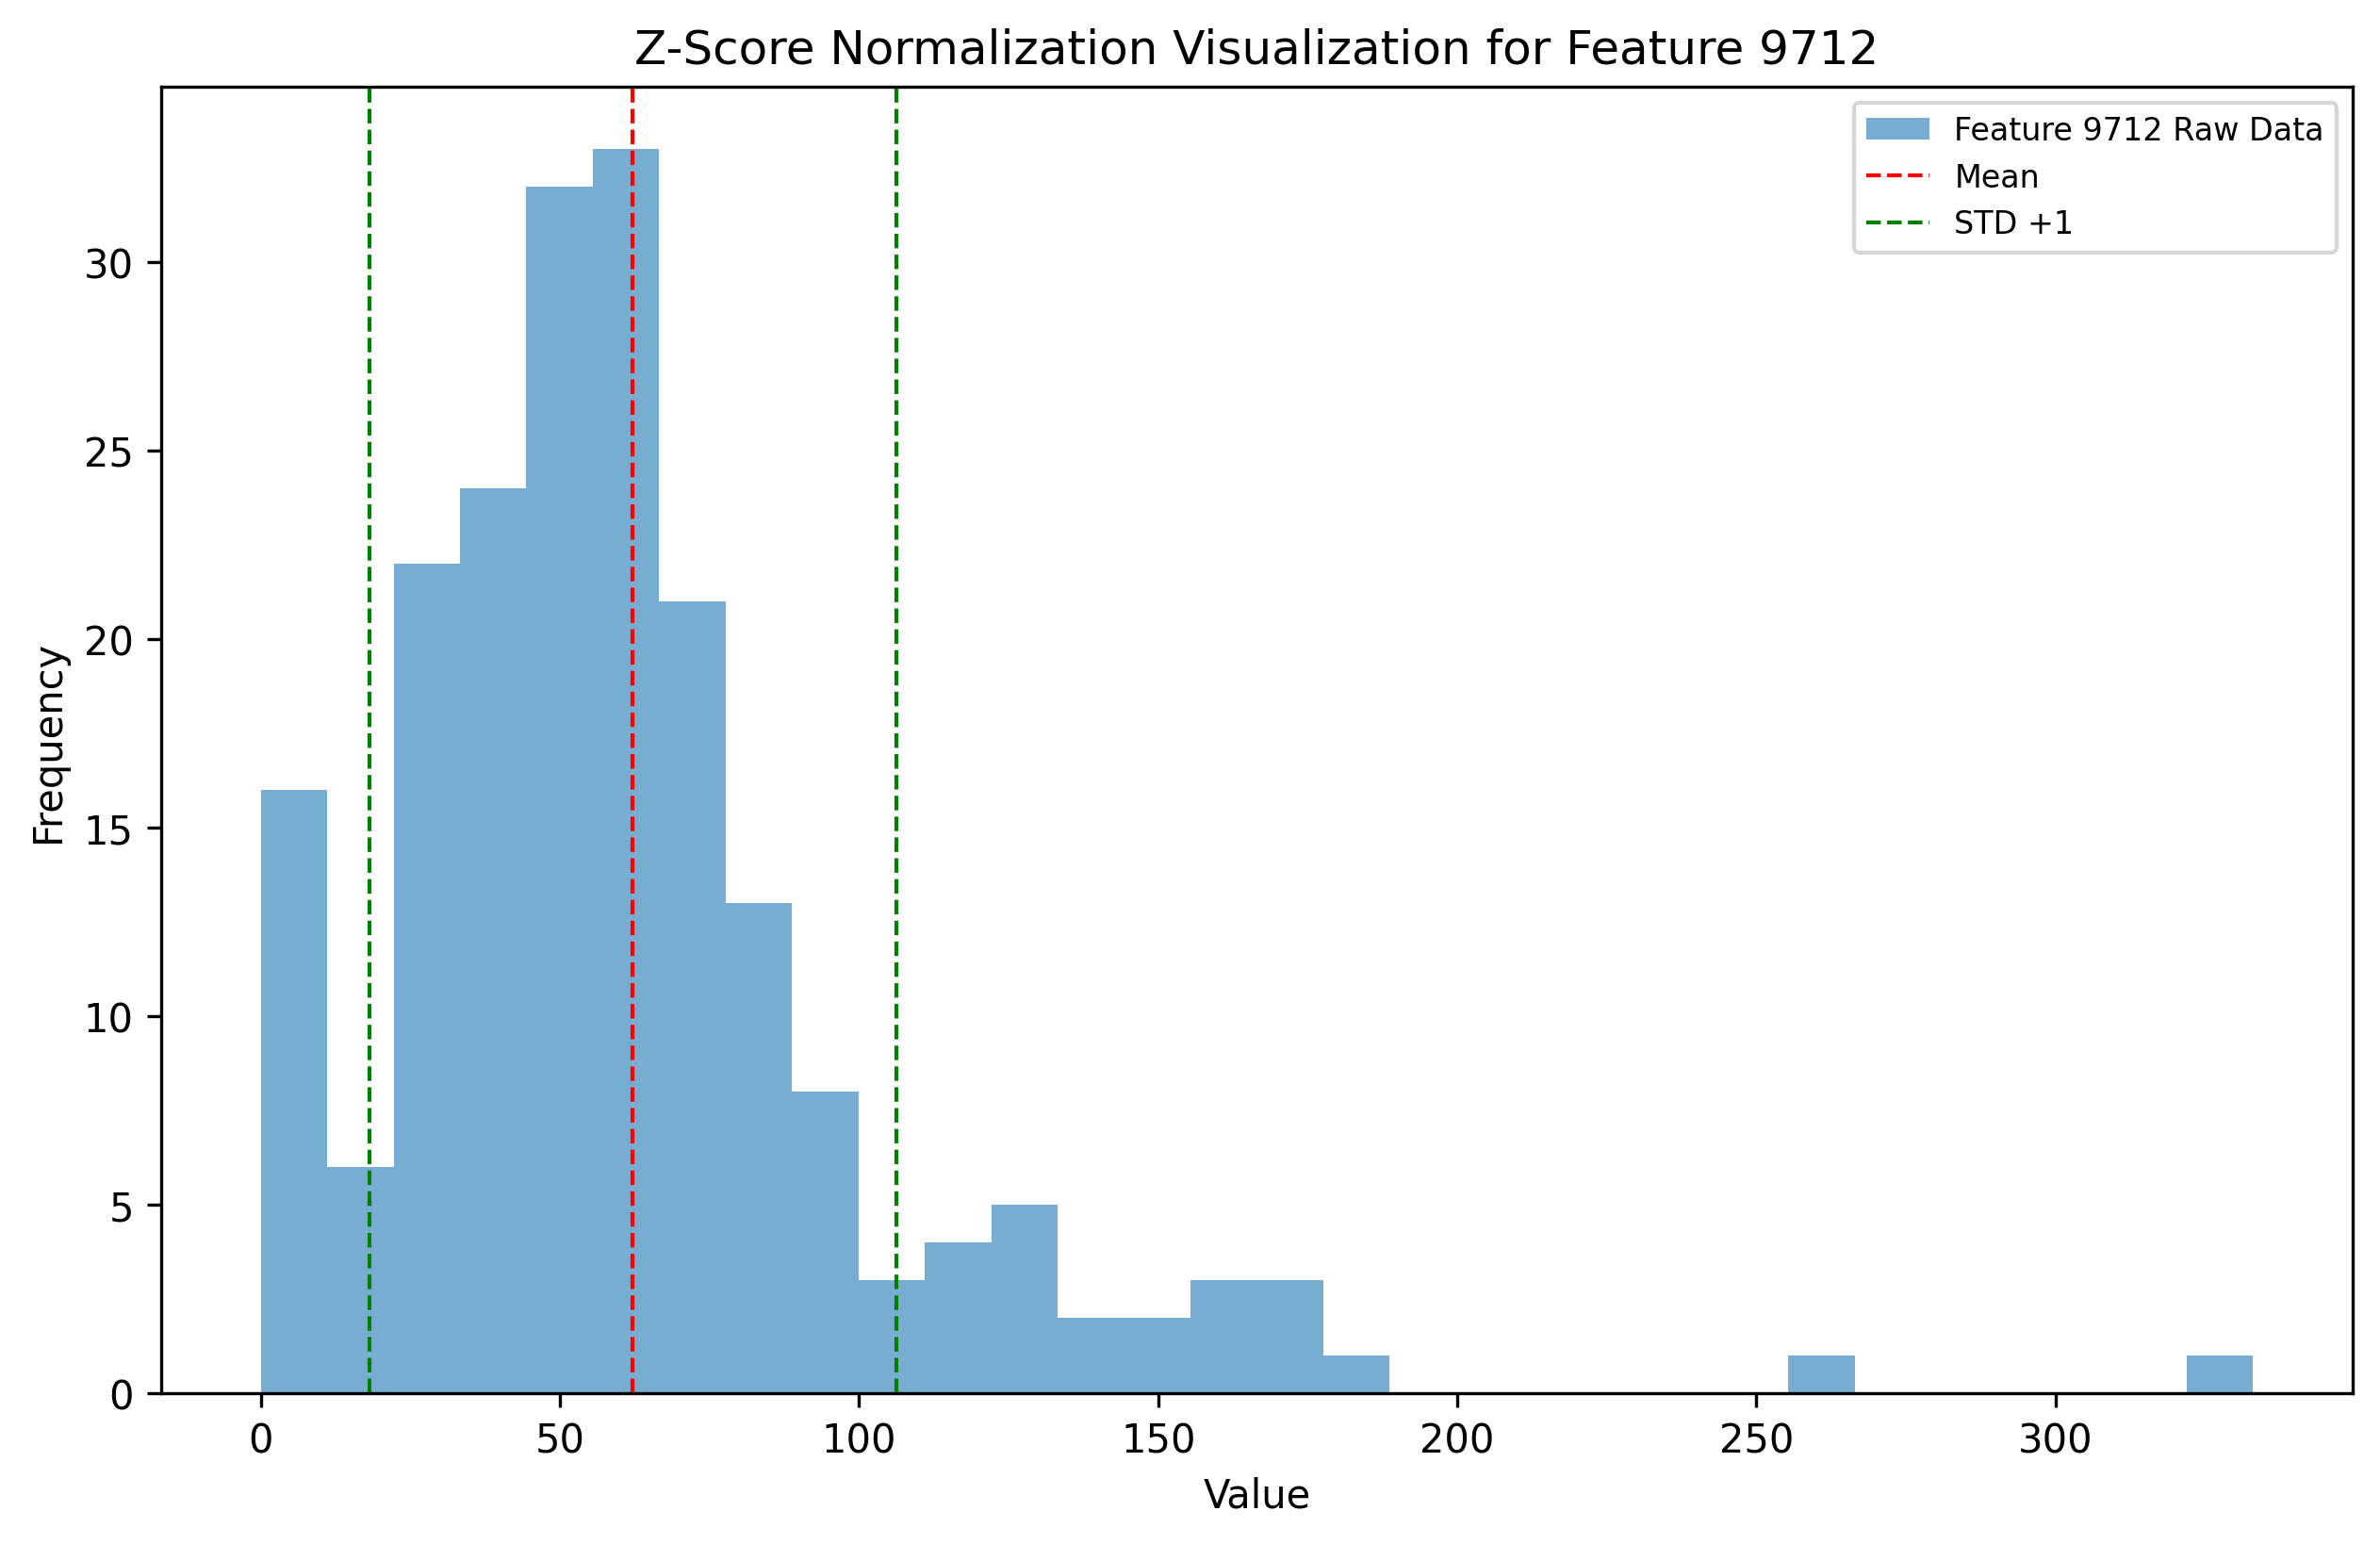 Z-Score Normalization Visualization for Feature 9712
Feature 9712 Raw Data
Mean
STD +1
Frequency
30
25
20
15
10
5
0
0 50 100 150 200 250 300
Value